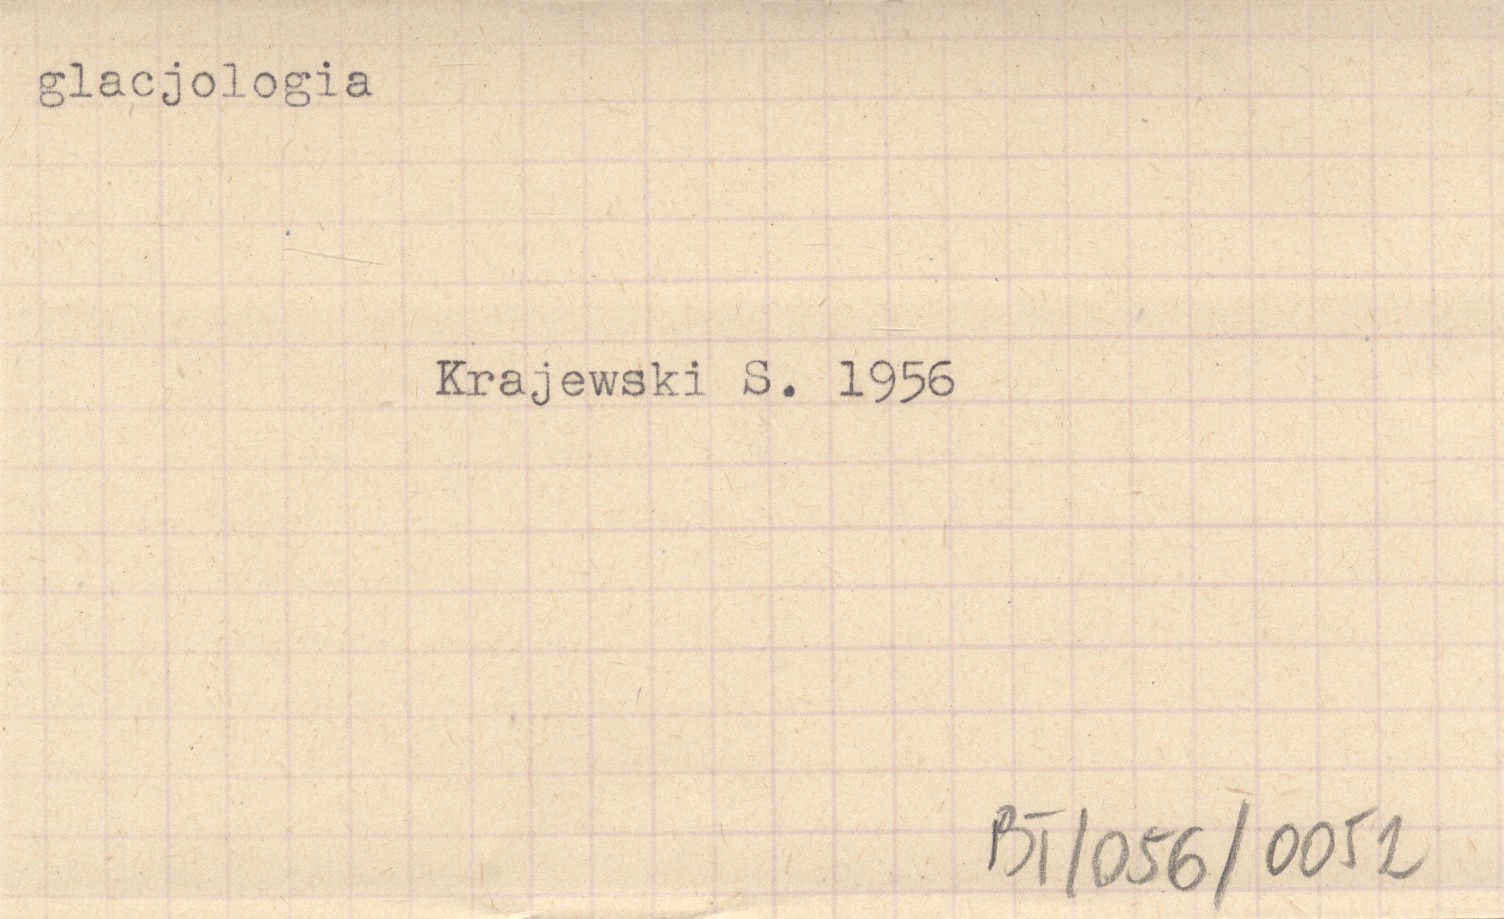 glacjologia
Krajewski S. 1956
BT/056/0052